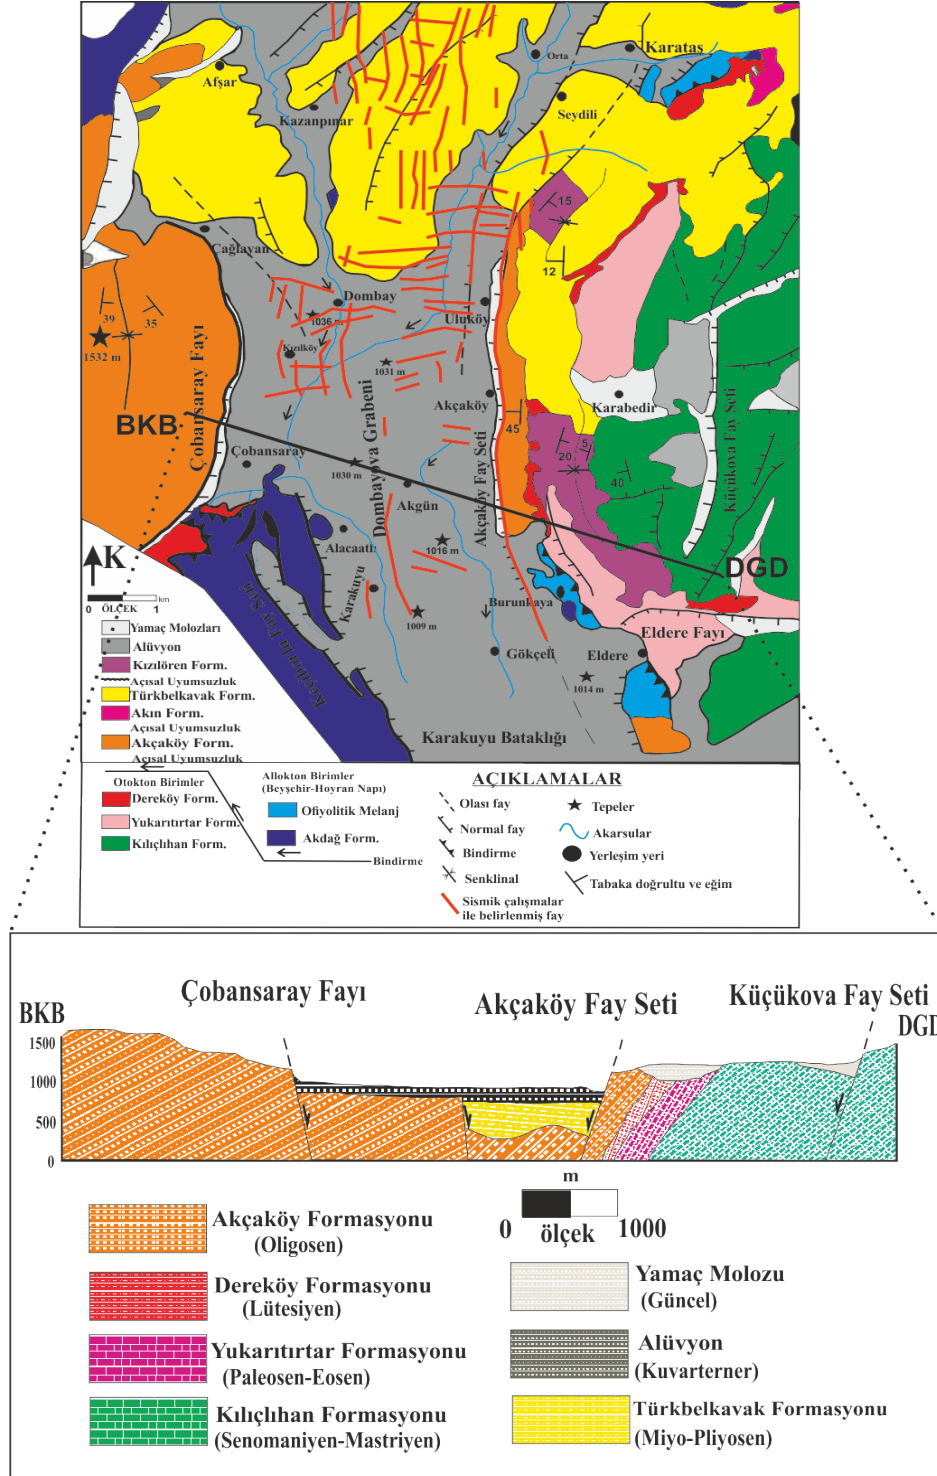 Karataş
Orta
Afşar
Kazanpınar
Seydili
15
Çağlayan
12
Dombay
1036 m
Uluköy
39
35
1532 m
Kızılköy
1031 m
Çobansaray Fayı
Dombayova Grabeni
Akçaköy
Karabedir
Küçükova Fay Seti
BKB
45
Akçaköy Fay Seti
5
20
40
Çobansaray
1030 m
Akgün
Alacaatlı
1016 m
DGD
K
Karakuyu
Burunkaya
1009 m
Eldere Fayı
Keçiborlu Fay Seti
Gökçeli
Eldere
1014 m
Karakuyu Bataklığı
0 1 km
ÖLÇEK
Yamaç Molozları
Alüvyon
Kızılören Form.
Açısal Uyumsuzluk
Türkbelkavak Form.
Akın Form.
Açısal Uyumsuzluk
Akçaköy Form.
Açısal Uyumsuzluk
Otokton Birimler
Dereköy Form.
Yukarıtırtar Form.
Kılıçlıhan Form.
Allokton Birimler
(Beyşehir-Hoyran Napı)
Ofiyolitik Melanj
Akdağ Form.
Bindirme
AÇIKLAMALAR
Olası fay
Normal fay
Bindirme
Senklinal
Sismik çalışmalar
ile belirlenmiş fay
Tepeler
Akarsular
Yerleşim yeri
Tabaka doğrultu ve eğim
Çobansaray Fayı
Akçaköy Fay Seti
Küçükova Fay Seti
BKB
DGD
1500
1000
500
0
m
0 ölçek 1000
Akçaköy Formasyonu
(Oligosen)
Dereköy Formasyonu
(Lütesiyen)
Yukarıtırtar Formasyonu
(Paleosen-Eosen)
Kılıçlıhan Formasyonu
(Senomaniyen-Mastriyen)
Yamaç Molozu
(Güncel)
Alüvyon
(Kuvarterner)
Türkbelkavak Formasyonu
(Miyo-Pliyosen)